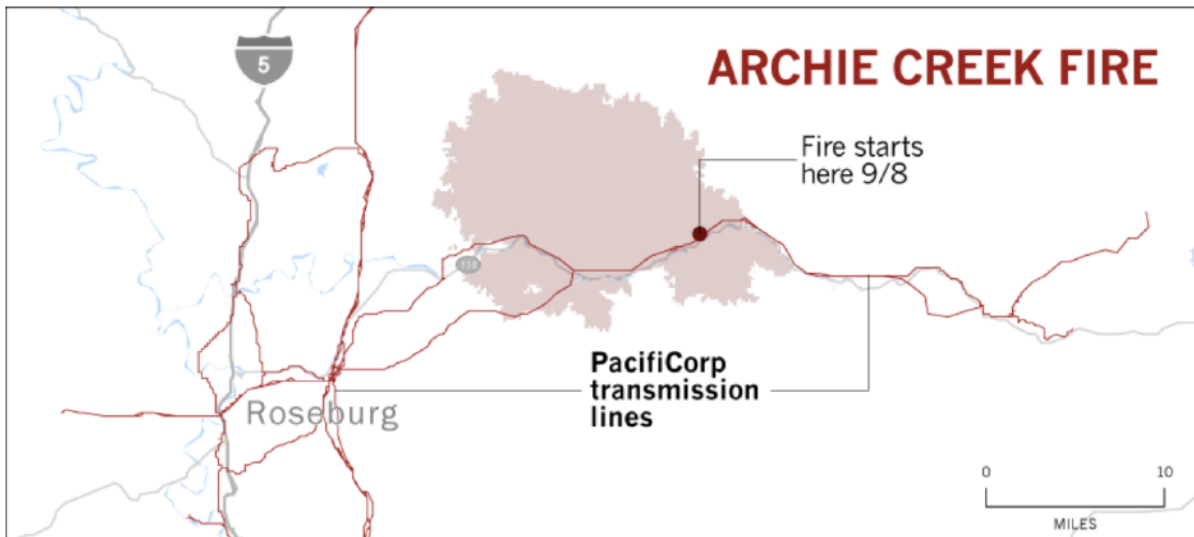 5
ARCHIE CREEK FIRE
Fire starts
here 9/8
138
PacifiCorp
transmission
lines
Roseburg
0 10
MILES